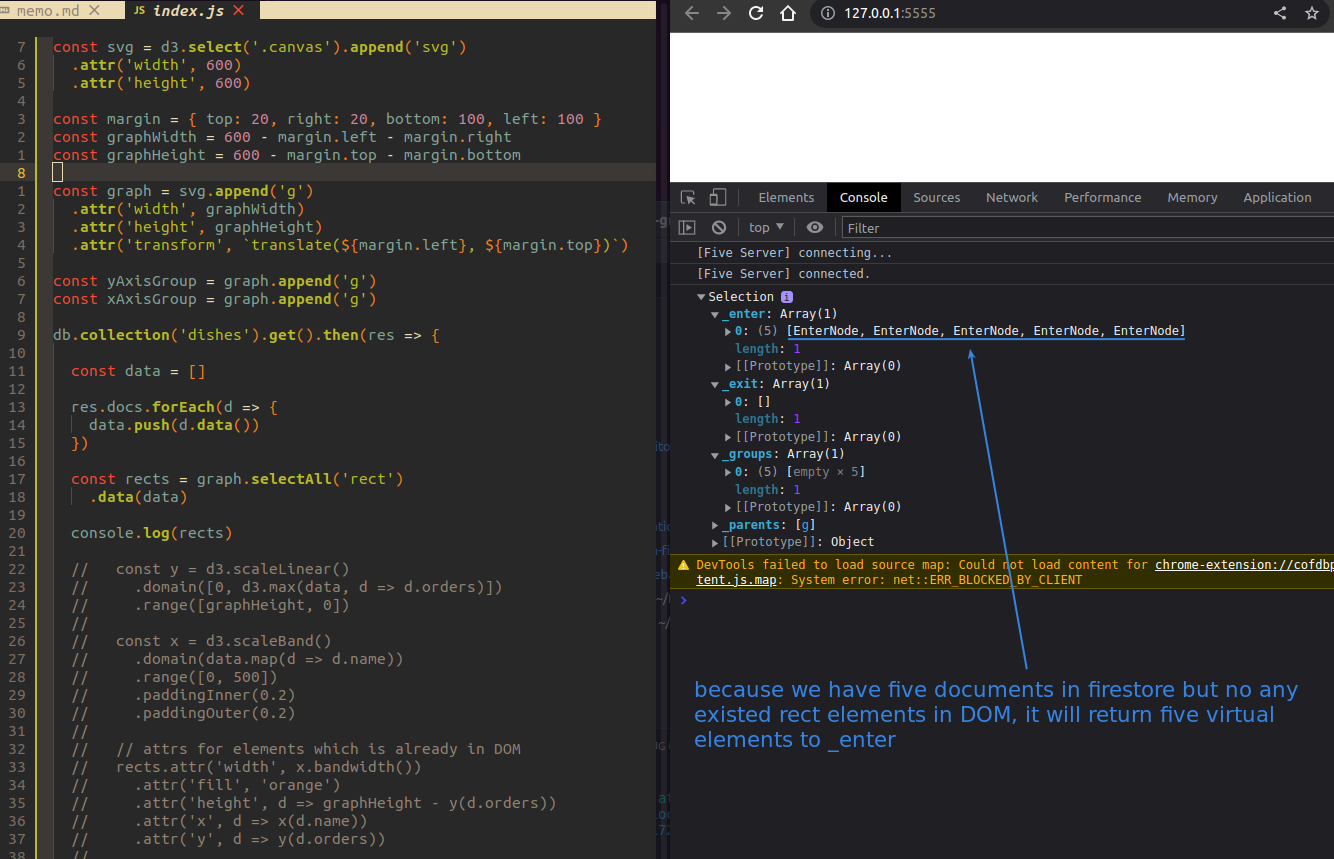 memo.md
JS index.js
7 const svg = d3.select('.canvas').append('svg')
6 .attr('width', 600)
5 .attr('height', 600)
4
3 const margin = { top: 20, right: 20, bottom: 100, left: 100 }
2 const graphWidth = 600 - margin.left - margin.right
1 const graphHeight = 600 - margin.top - margin.bottom
8
1 const graph = svg.append('g')
2 .attr('width', graphWidth)
3 .attr('height', graphHeight)
4 .attr('transform', `translate(${margin.left}, ${margin.top})`)
5
6 const yAxisGroup = graph.append('g')
7 const xAxisGroup = graph.append('g')
8
9 db.collection('dishes').get().then(res => {
10
11 const data = []
12
13 res.docs.forEach(d => {
14 data.push(d.data())
15 })
16
17 const rects = graph.selectAll('rect')
18 .data(data)
19
20 console.log(rects)
21
22 // const y = d3.scaleLinear()
23 // .domain([0, d3.max(data, d => d.orders)])
24 // .range([graphHeight, 0])
25 //
26 // const x = d3.scaleBand()
27 // .domain(data.map(d => d.name))
28 // .range([0, 500])
29 // .paddingInner(0.2)
30 // .paddingOuter(0.2)
31 //
32 // // attrs for elements which is already in DOM
33 // rects.attr('width', x.bandwidth())
34 // .attr('fill', 'orange')
35 // .attr('height', d => graphHeight - y(d.orders))
36 // .attr('x', d => x(d.name))
37 // .attr('y', d => y(d.orders))
38 //
127.0.0.1:5555
Elements Console Sources Network Performance Memory Application
top Filter
[Five Server] connecting...
[Five Server] connected.
Selection i
_enter: Array(1)
0: (5) [EnterNode, EnterNode, EnterNode, EnterNode, EnterNode]
length: 1
[[Prototype]]: Array(0)
_exit: Array(1)
0: []
length: 1
[[Prototype]]: Array(0)
_groups: Array(1)
0: (5) [empty × 5]
length: 1
[[Prototype]]: Array(0)
_parents: [g]
[[Prototype]]: Object
DevTools failed to load source map: Could not load content for chrome-extension://cofdbp
tent.js.map: System error: net::ERR_BLOCKED_BY_CLIENT
because we have five documents in firestore but no any
existed rect elements in DOM, it will return five virtual
elements to _enter